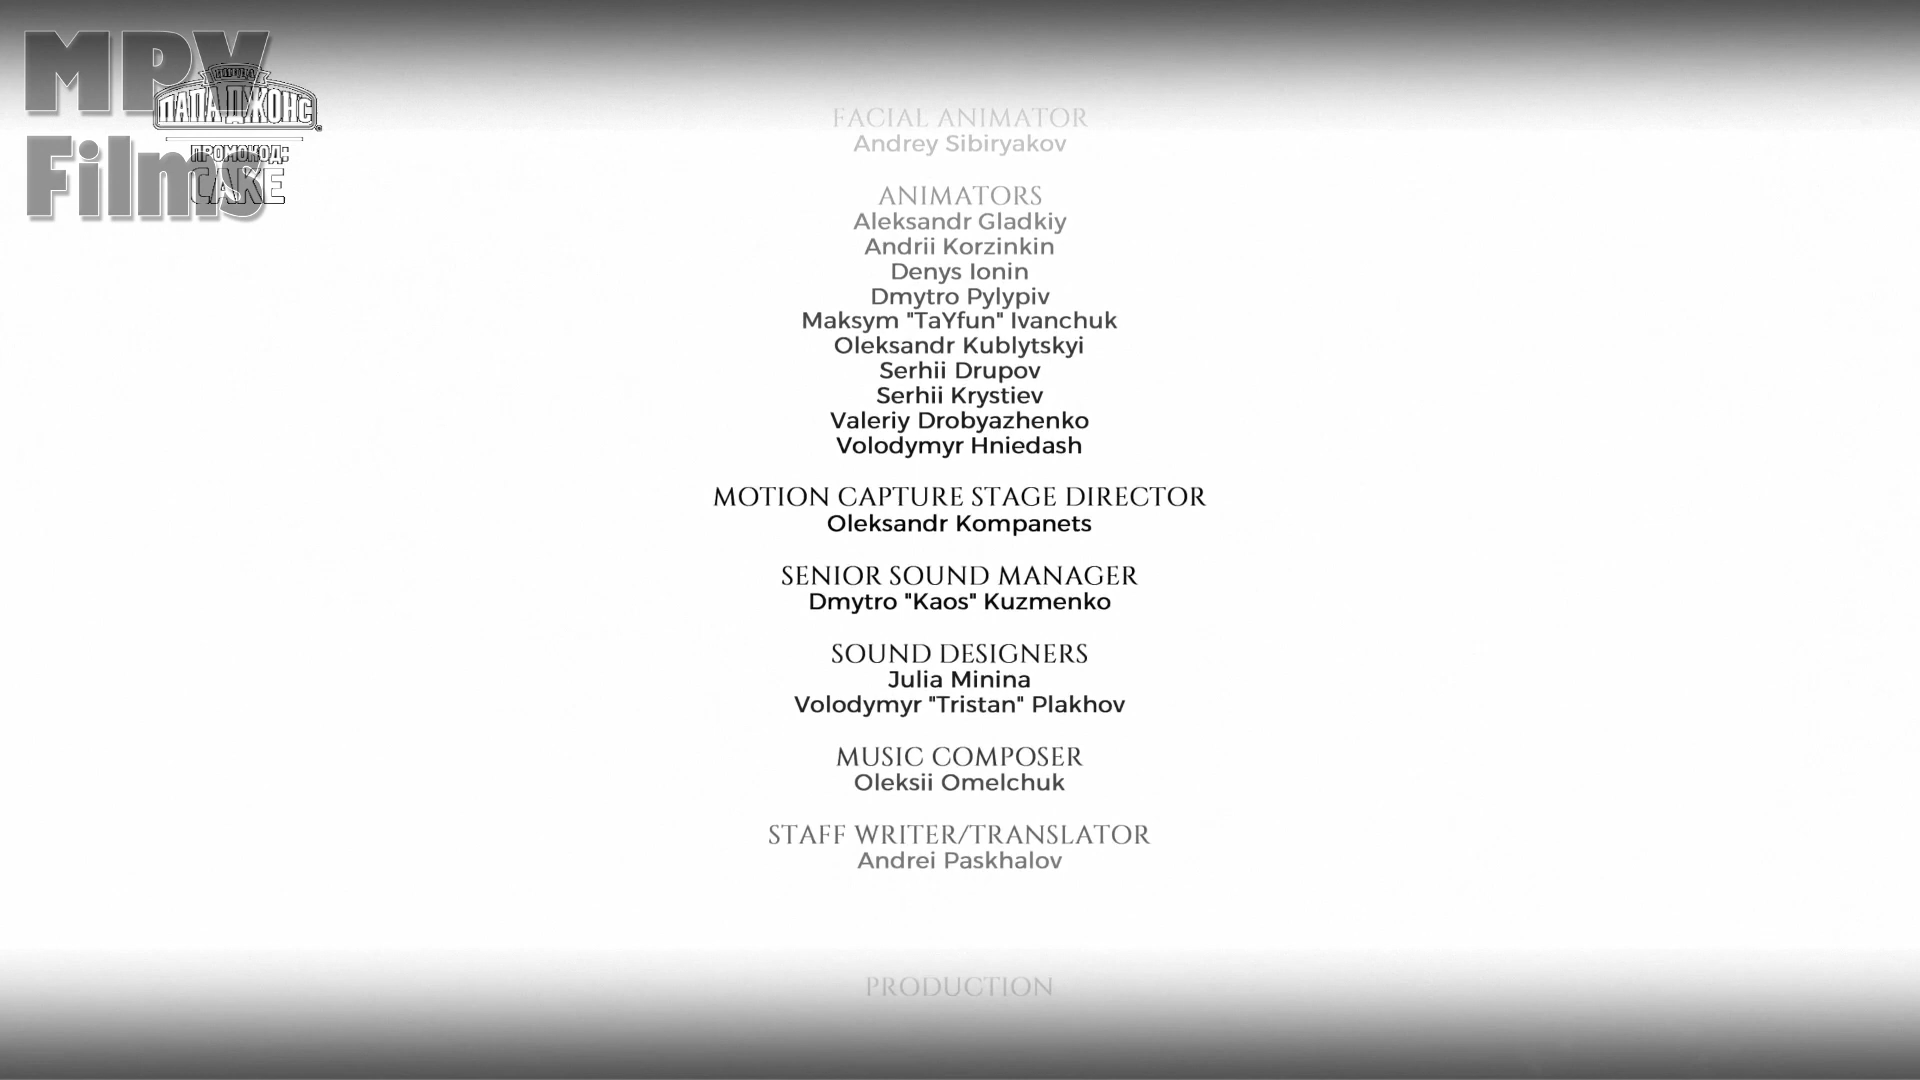 MPV
Films
ПИЦЦА
ПАПА ДЖОНС
ПРОМОКОД:
CAKE
FACIAL ANIMATOR
Andrey Sibiryakov
ANIMATORS
Aleksandr Gladkiy
Andrii Korzinkin
Denys Ionin
Dmytro Pylypiv
Maksym "TaYfun" Ivanchuk
Oleksandr Kublytskyi
Serhii Drupov
Serhii Krystiev
Valeriy Drobyazhenko
Volodymyr Hniedash
MOTION CAPTURE STAGE DIRECTOR
Oleksandr Kompanets
SENIOR SOUND MANAGER
Dmytro "Kaos" Kuzmenko
SOUND DESIGNERS
Julia Minina
Volodymyr "Tristan" Plakhov
MUSIC COMPOSER
Oleksii Omelchuk
STAFF WRITER/TRANSLATOR
Andrei Paskhalov
PRODUCTION